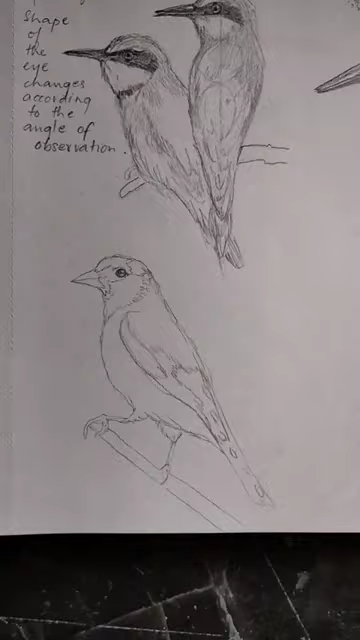 shape
of
the
eye
changes
according
to the
angle of
observation.